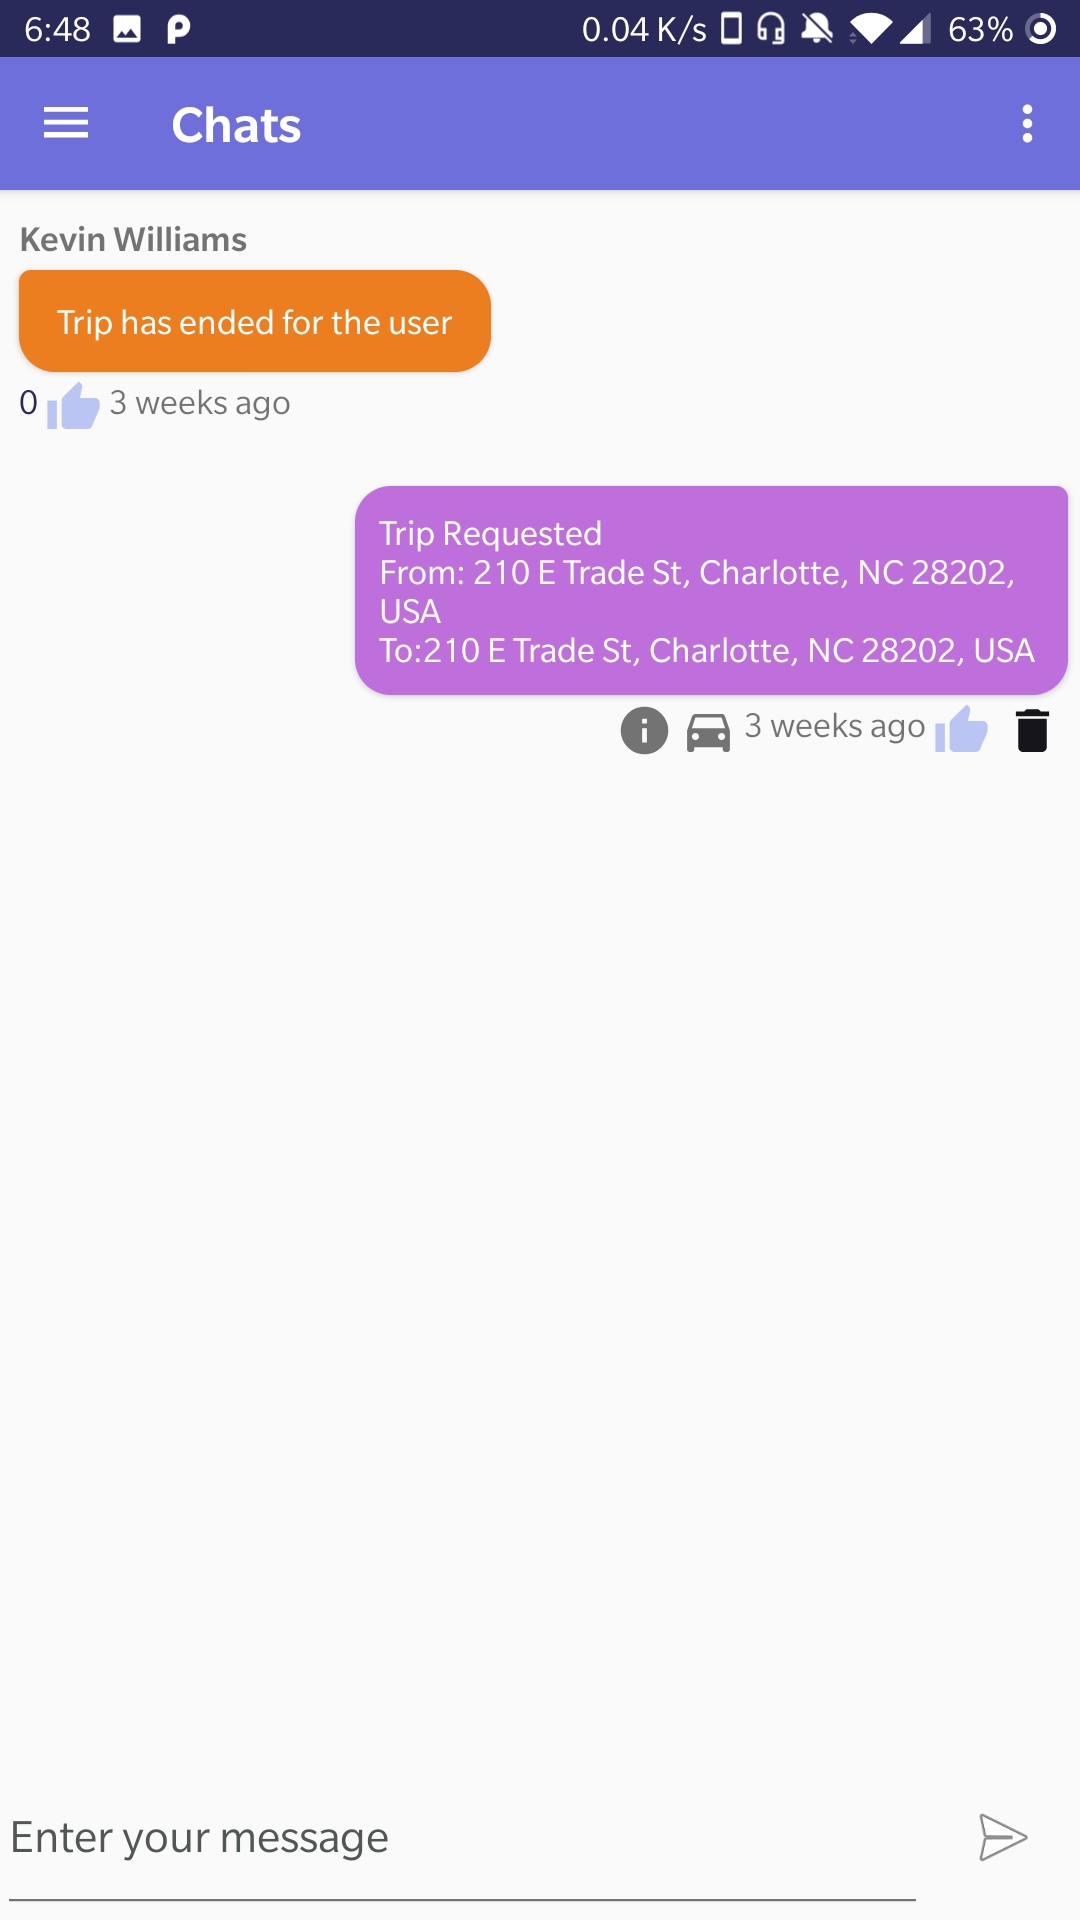 6:48 0.04 K/s 63%
Chats
Kevin Williams
Trip has ended for the user
0 3 weeks ago
Trip Requested
From: 210 E Trade St, Charlotte, NC 28202,
USA
To:210 E Trade St, Charlotte, NC 28202, USA
3 weeks ago
Enter your message